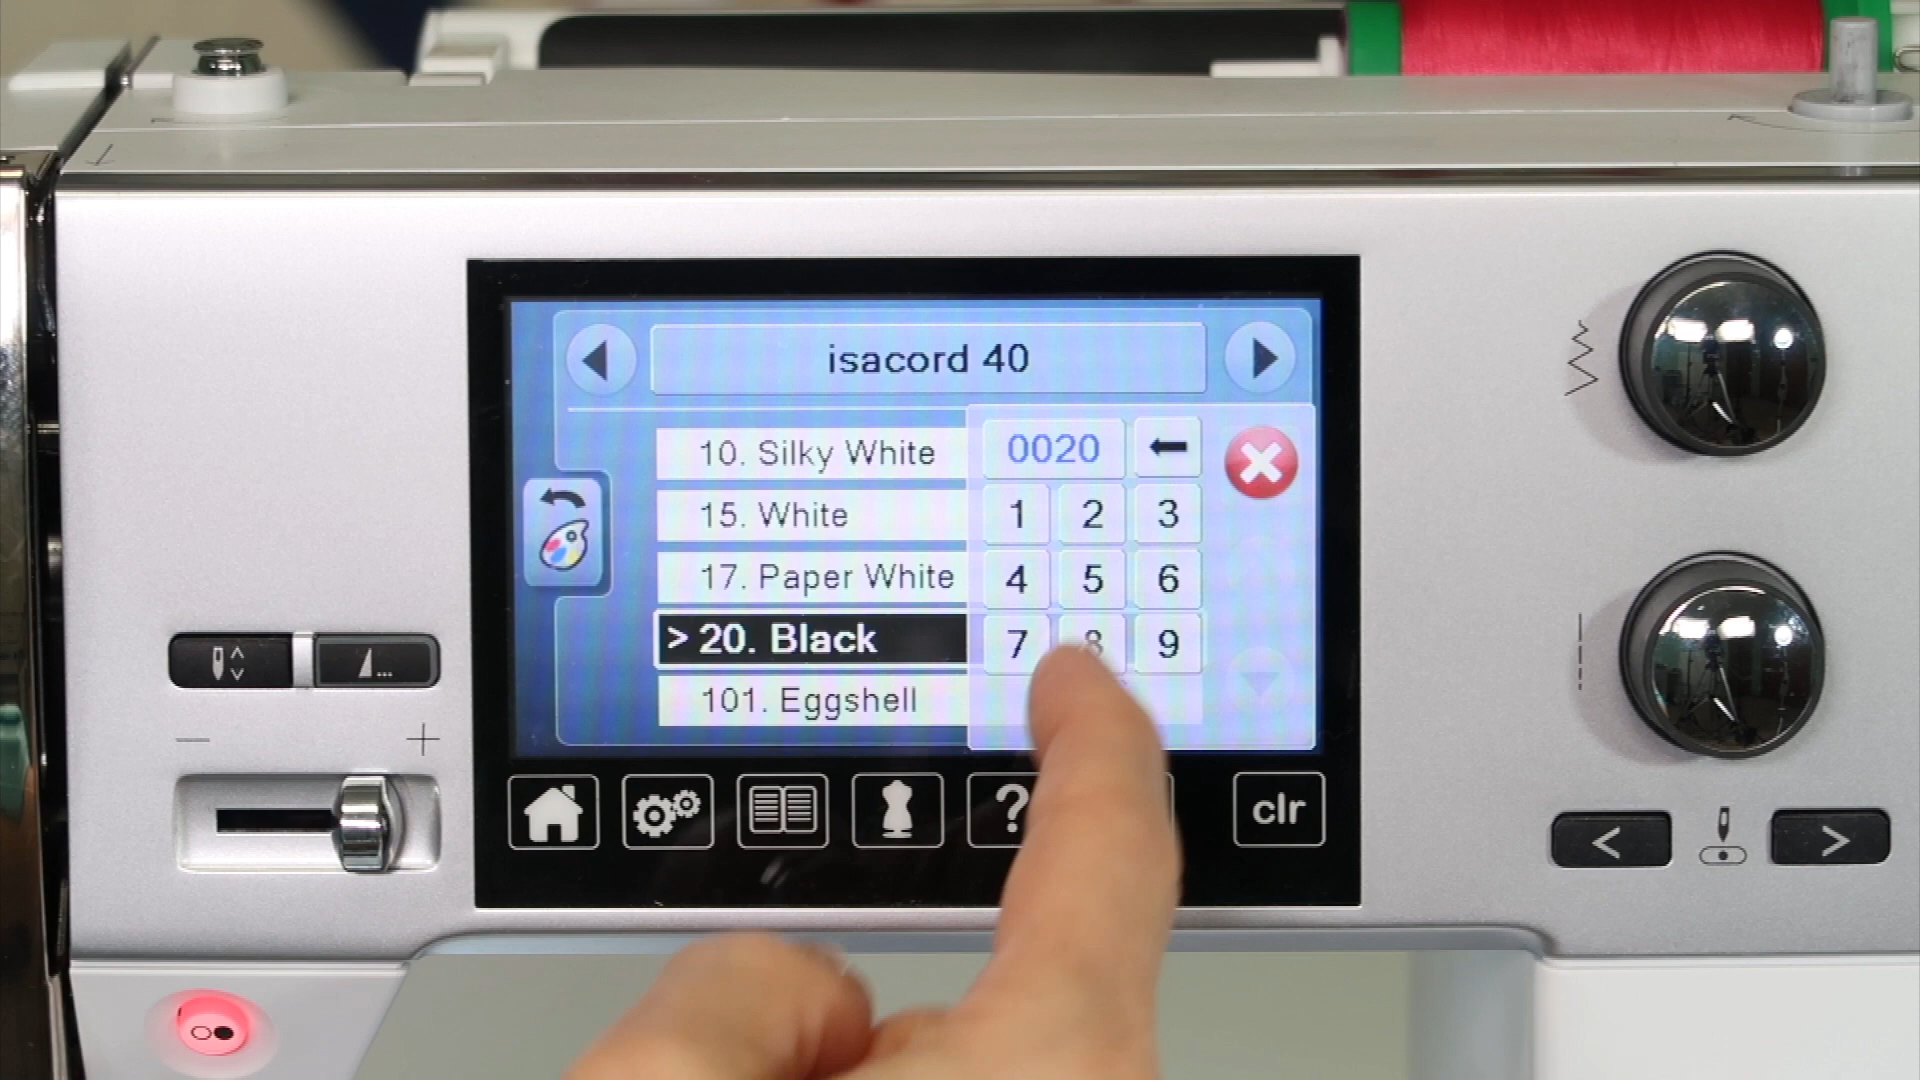 isacord 40
10. Silky White
0020
15. White
1 2 3
17. Paper White
4 5 6
> 20. Black
7 8 9
101. Eggshell
?
clr
< >